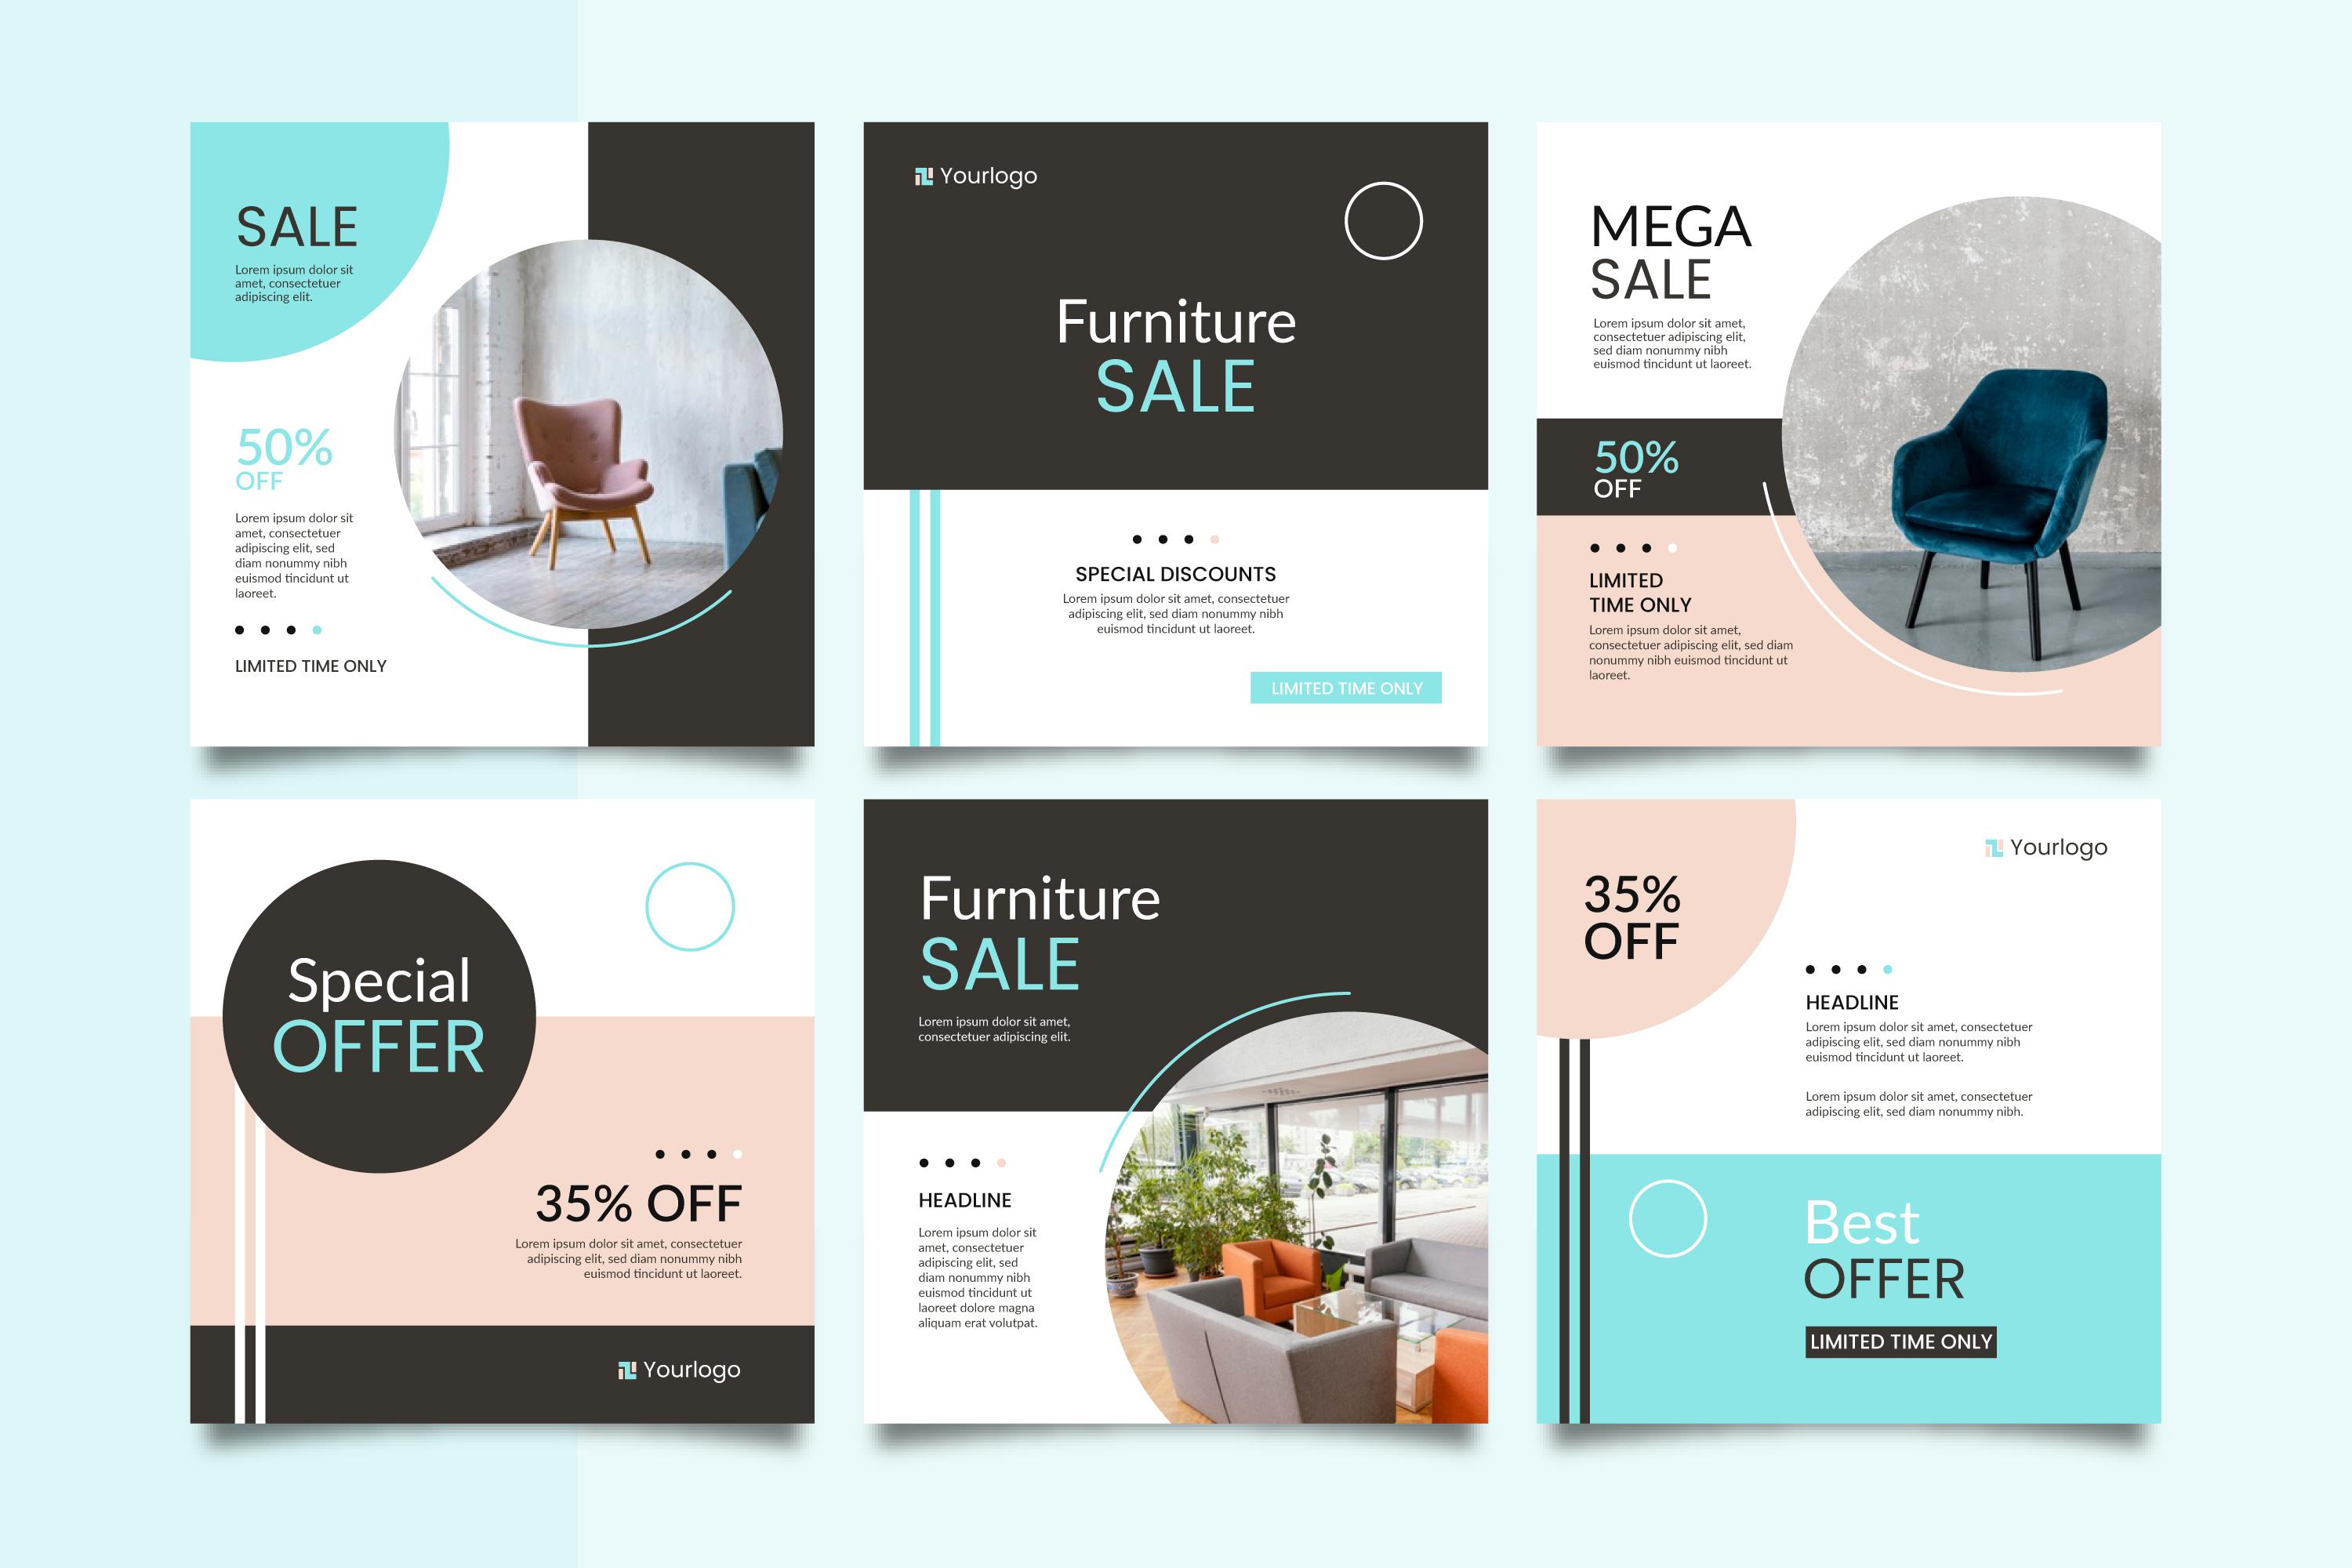 SALE
Lorem ipsum dolor sit
amet, consectetuer
adipiscing elit.
50%
OFF
Lorem ipsum dolor sit
amet, consectetuer
adipiscing elit, sed
diam nonummy nibh
euismod tincidunt ut
laoreet.
LIMITED TIME ONLY
Yourlogo
Furniture
SALE
SPECIAL DISCOUNTS
Lorem ipsum dolor sit amet, consectetuer
adipiscing elit, sed diam nonummy nibh
euismod tincidunt ut laoreet.
LIMITED TIME ONLY
MEGA
SALE
Lorem ipsum dolor sit amet,
consectetuer adipiscing elit,
sed diam nonummy nibh
euismod tincidunt ut laoreet.
50%
OFF
LIMITED
TIME ONLY
Lorem ipsum dolor sit amet,
consectetuer adipiscing elit, sed diam
nonummy nibh euismod tincidunt ut
laoreet.
Special
OFFER
35% OFF
Lorem ipsum dolor sit amet, consectetuer
adipiscing elit, sed diam nonummy nibh
euismod tincidunt ut laoreet.
Yourlogo
Furniture
SALE
Lorem ipsum dolor sit amet,
consectetuer adipiscing elit.
HEADLINE
Lorem ipsum dolor sit
amet, consectetuer
adipiscing elit, sed
diam nonummy nibh
euismod tincidunt ut
laoreet dolore magna
aliquam erat volutpat.
Yourlogo
35%
OFF
HEADLINE
Lorem ipsum dolor sit amet, consectetuer
adipiscing elit, sed diam nonummy nibh
euismod tincidunt ut laoreet.
Lorem ipsum dolor sit amet, consectetuer
adipiscing elit, sed diam nonummy nibh.
Best
OFFER
LIMITED TIME ONLY